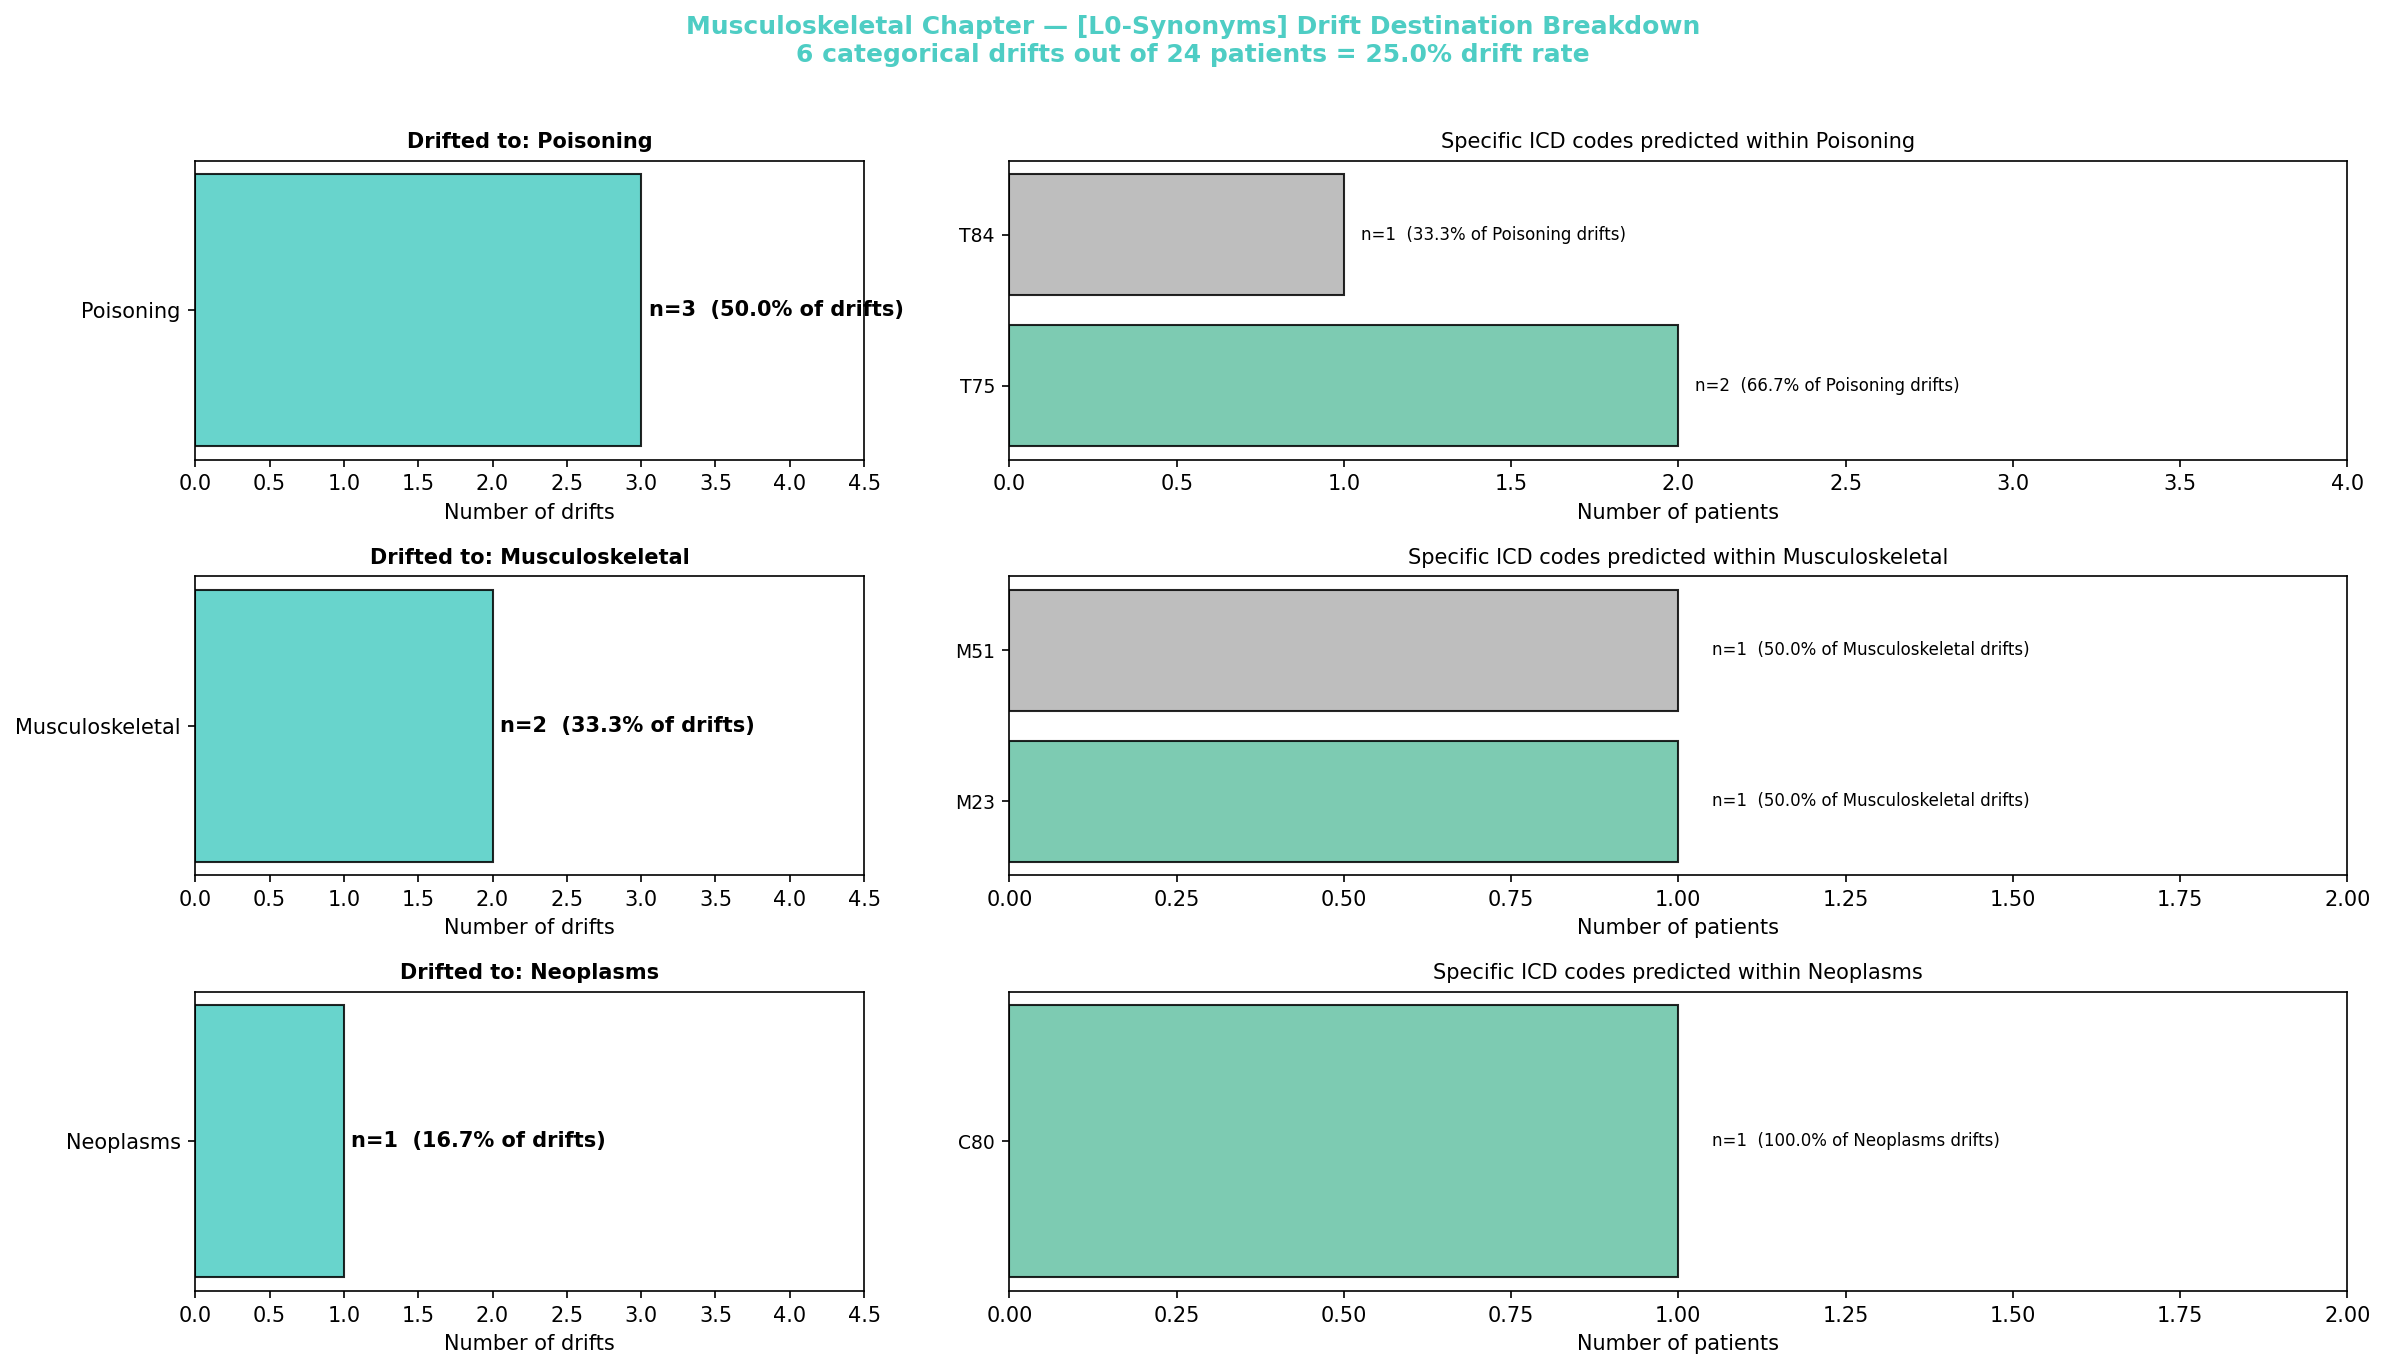 Musculoskeletal Chapter — [L0-Synonyms] Drift Destination Breakdown
6 categorical drifts out of 24 patients = 25.0% drift rate
Drifted to: Poisoning
Poisoning
n=3  (50.0% of drifts)
0.0 0.5 1.0 1.5 2.0 2.5 3.0 3.5 4.0 4.5
Number of drifts
Specific ICD codes predicted within Poisoning
T84
n=1  (33.3% of Poisoning drifts)
T75
n=2  (66.7% of Poisoning drifts)
0.0 0.5 1.0 1.5 2.0 2.5 3.0 3.5 4.0
Number of patients
Drifted to: Musculoskeletal
Musculoskeletal
n=2  (33.3% of drifts)
0.0 0.5 1.0 1.5 2.0 2.5 3.0 3.5 4.0 4.5
Number of drifts
Specific ICD codes predicted within Musculoskeletal
M51
n=1  (50.0% of Musculoskeletal drifts)
M23
n=1  (50.0% of Musculoskeletal drifts)
0.00 0.25 0.50 0.75 1.00 1.25 1.50 1.75 2.00
Number of patients
Drifted to: Neoplasms
Neoplasms
n=1  (16.7% of drifts)
0.0 0.5 1.0 1.5 2.0 2.5 3.0 3.5 4.0 4.5
Number of drifts
Specific ICD codes predicted within Neoplasms
C80
n=1  (100.0% of Neoplasms drifts)
0.00 0.25 0.50 0.75 1.00 1.25 1.50 1.75 2.00
Number of patients